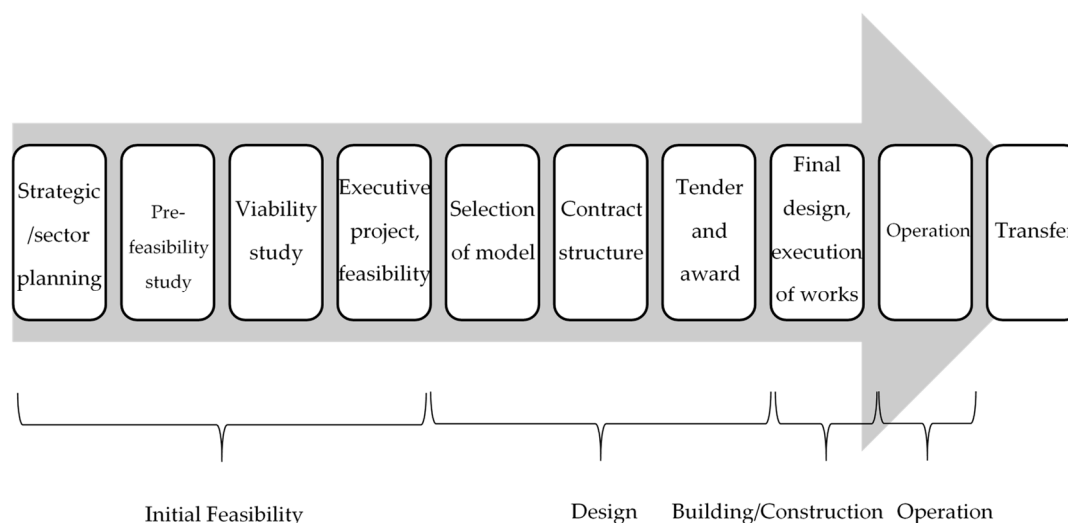 Strategic
/sector
planning
Pre-
feasibility
study
Viability
study
Executive
project,
feasibility
Selection
of model
Contract
structure
Tender
and
award
Final
design,
execution
of works
Operation
Transfer
Initial Feasibility
Design
Building/Construction
Operation